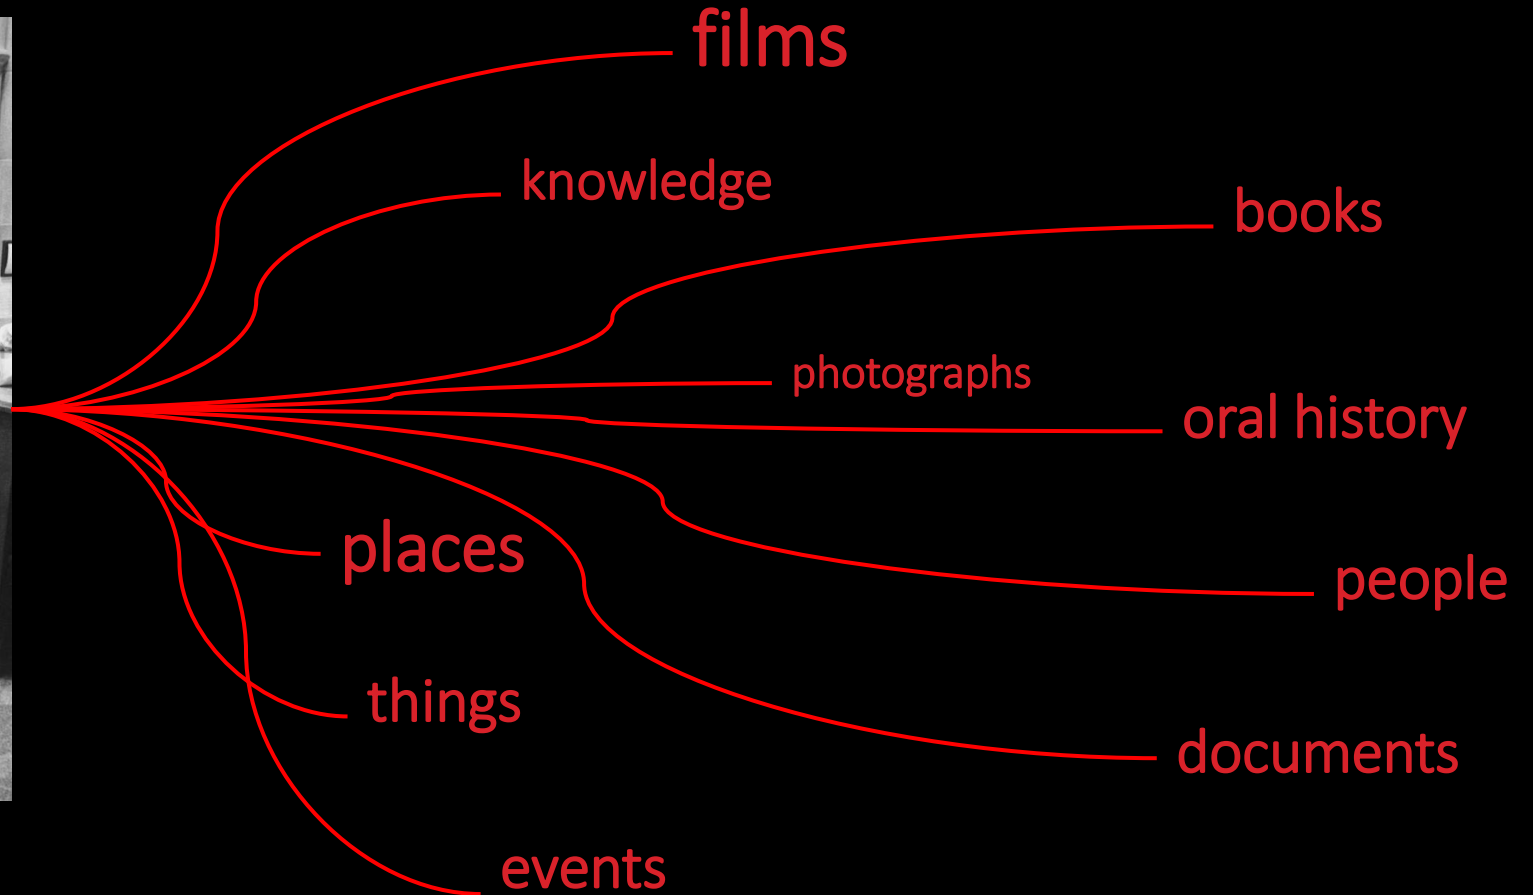 films
knowledge
books
photographs
oral history
places
people
things
documents
events